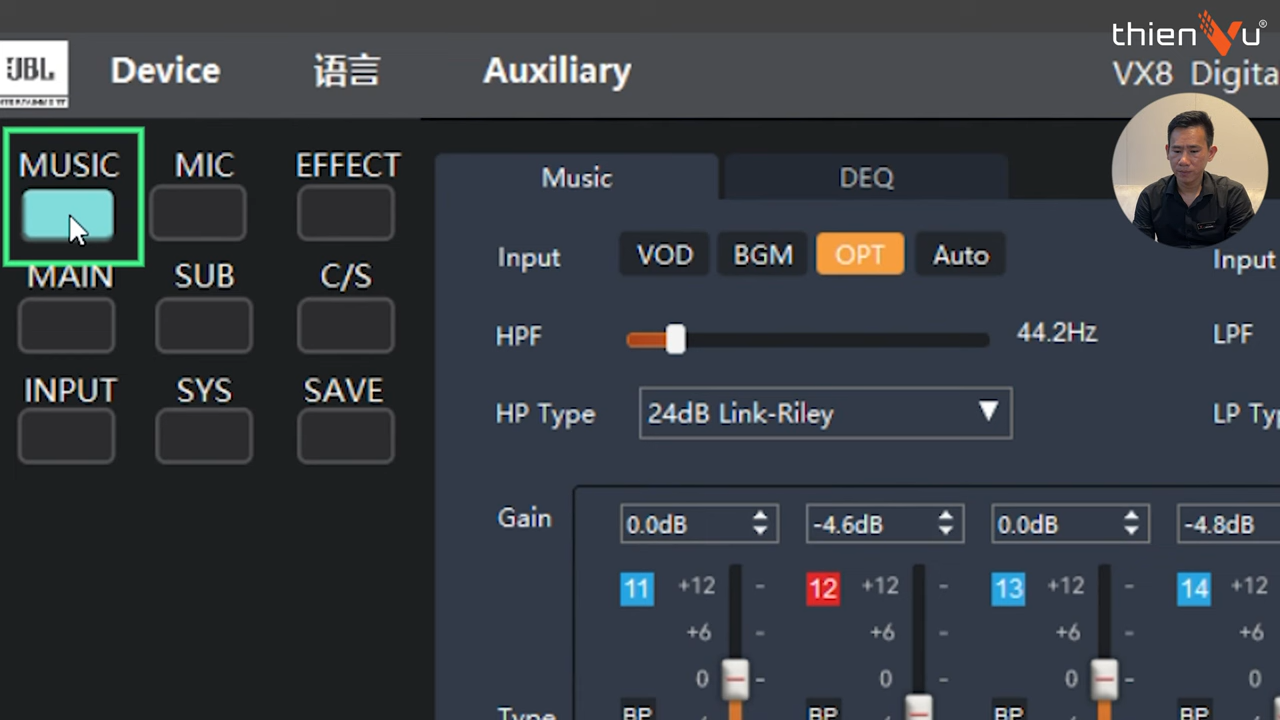 thienVu®
JBL
Device
语言
Auxiliary
VX8 Digita
MUSIC
MIC
EFFECT
MAIN
SUB
C/S
INPUT
SYS
SAVE
Music
DEQ
Input
VOD
BGM
OPT
Auto
Input
HPF
44.2Hz
LPF
HP Type
24dB Link-Riley
LP Typ
Gain
0.0dB
-4.6dB
0.0dB
-4.8dB
11 +12 -
12 +12 -
13 +12 -
14 +12
+6 -
+6 -
+6 -
+6
0 -
0 -
0 -
0
Type
BP
BP
BP
BP